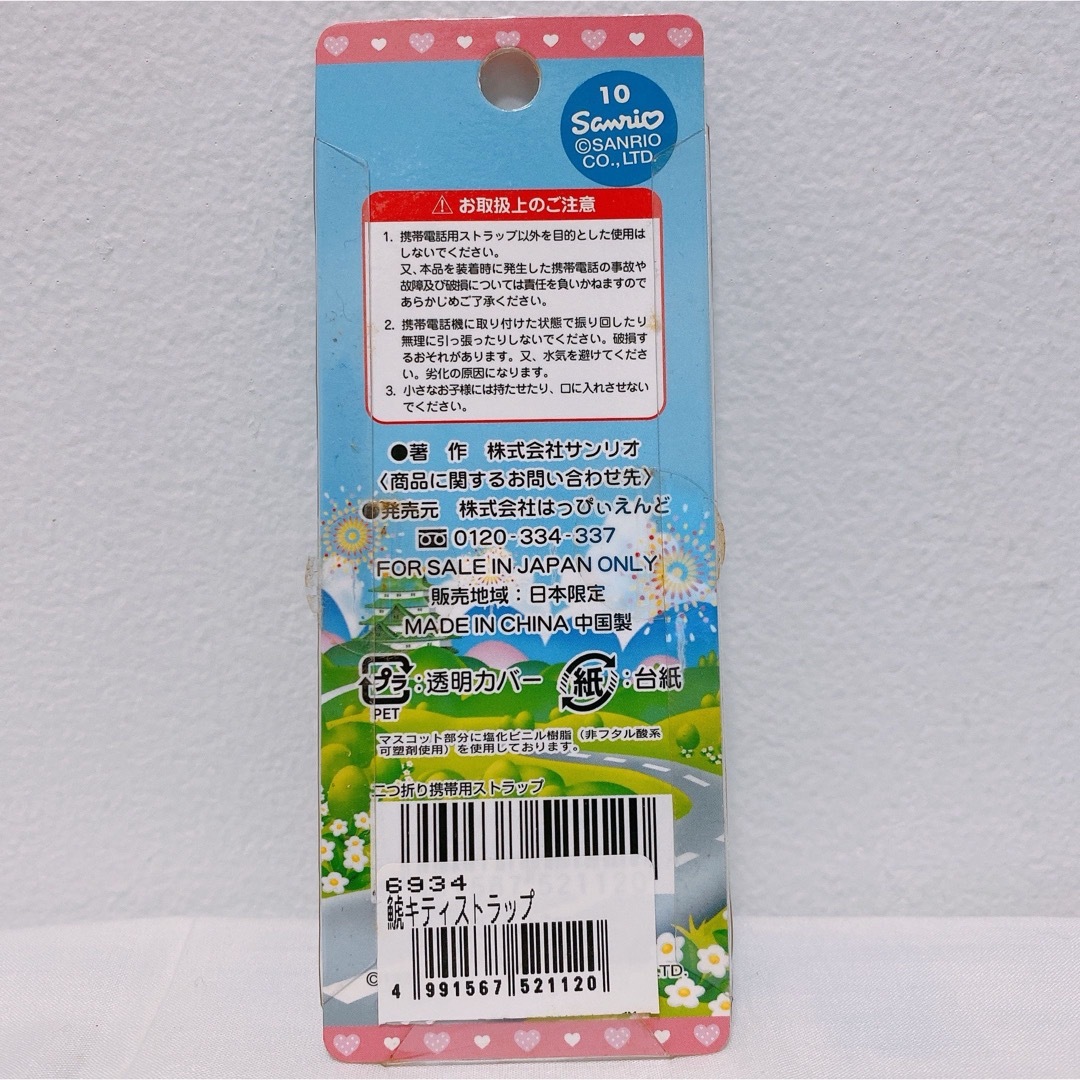 10
Sanrio
©SANRIO
CO.,LTD.
⚠ お取扱上のご注意
1. 携帯電話用ストラップ以外を目的とした使用は
しないでください。
又、本品を装着時に発生した携帯電話の事故や
故障及び破損については責任を負いかねますので
であらかじめご了承ください。
2. 携帯電話機に取り付けた状態で振り回したり
無理に引っ張ったりしないでください。破損す
るおそれがあります。又、水気を避けてくださ
い。劣化の原因になります。
3. 小さなお子様には持たせたり、口に入れさせない
でください。
●著 作 株式会社サンリオ
〈商品に関するお問い合わせ先〉
●発売元 株式会社はっぴぃえんど
0120-334-337
FOR SALE IN JAPAN ONLY
販売地域：日本限定
MADE IN CHINA 中国製
プラ:透明カバー 紙:台紙
PET
マスコット部分に塩化ビニル樹脂（非フタル酸系
可塑剤使用）を使用しております。
二つ折り携帯用ストラップ
6934
鯱キティストラップ
©
TD.
4 991567 521120